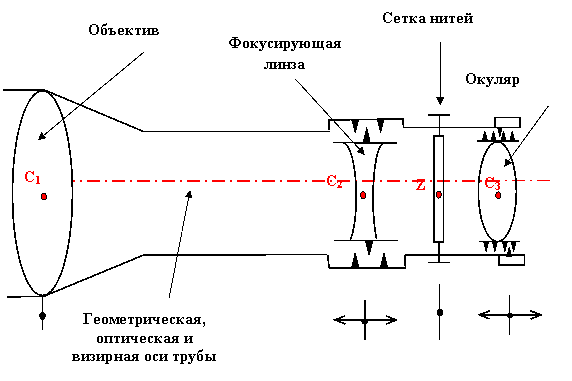 Сетка нитей
Объектив
Фокусирующая
линза
Окуляр
C1
C2
Z
C3
Геометрическая,
оптическая и
визирная оси трубы